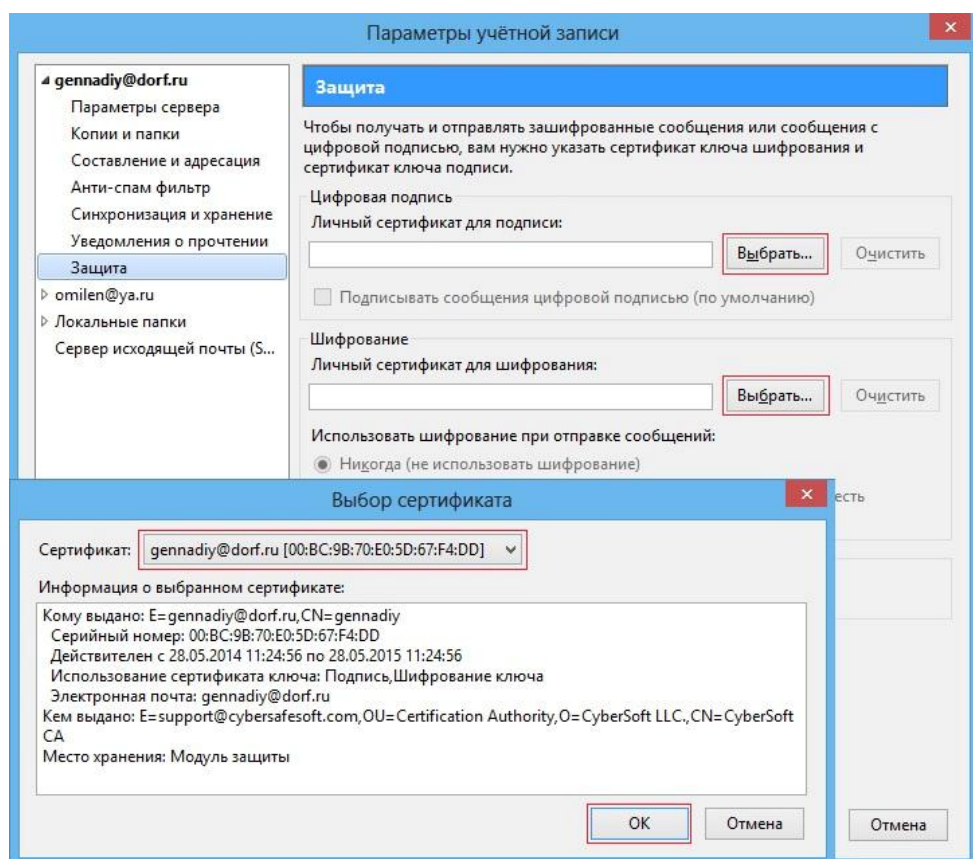 Параметры учётной записи
gennadiy@dorf.ru
Параметры сервера
Копии и папки
Составление и адресация
Анти-спам фильтр
Синхронизация и хранение
Уведомления о прочтении
Защита
omilen@ya.ru
Локальные папки
Сервер исходящей почты (S...
Защита
Чтобы получать и отправлять зашифрованные сообщения или сообщения с
цифровой подписью, вам нужно указать сертификат ключа шифрования и
сертификат ключа подписи.
Цифровая подпись
Личный сертификат для подписи:
Выбрать...
Очистить
Подписывать сообщения цифровой подписью (по умолчанию)
Шифрование
Личный сертификат для шифрования:
Выбрать...
Очистить
Использовать шифрование при отправке сообщений:
Никогда (не использовать шифрование)
есть
Отмена
Выбор сертификата
Сертификат:
gennadiy@dorf.ru [00:BC:9B:70:E0:5D:67:F4:DD]
Информация о выбранном сертификате:
Кому выдано: E=gennadiy@dorf.ru,CN=gennadiy
Серийный номер: 00:BC:9B:70:E0:5D:67:F4:DD
Действителен с 28.05.2014 11:24:56 по 28.05.2015 11:24:56
Использование сертификата ключа: Подпись,Шифрование ключа
Электронная почта: gennadiy@dorf.ru
Кем выдано: E=support@cybersafesoft.com,OU=Certification Authority,O=CyberSoft LLC.,CN=CyberSoft
CA
Место хранения: Модуль защиты
OK
Отмена